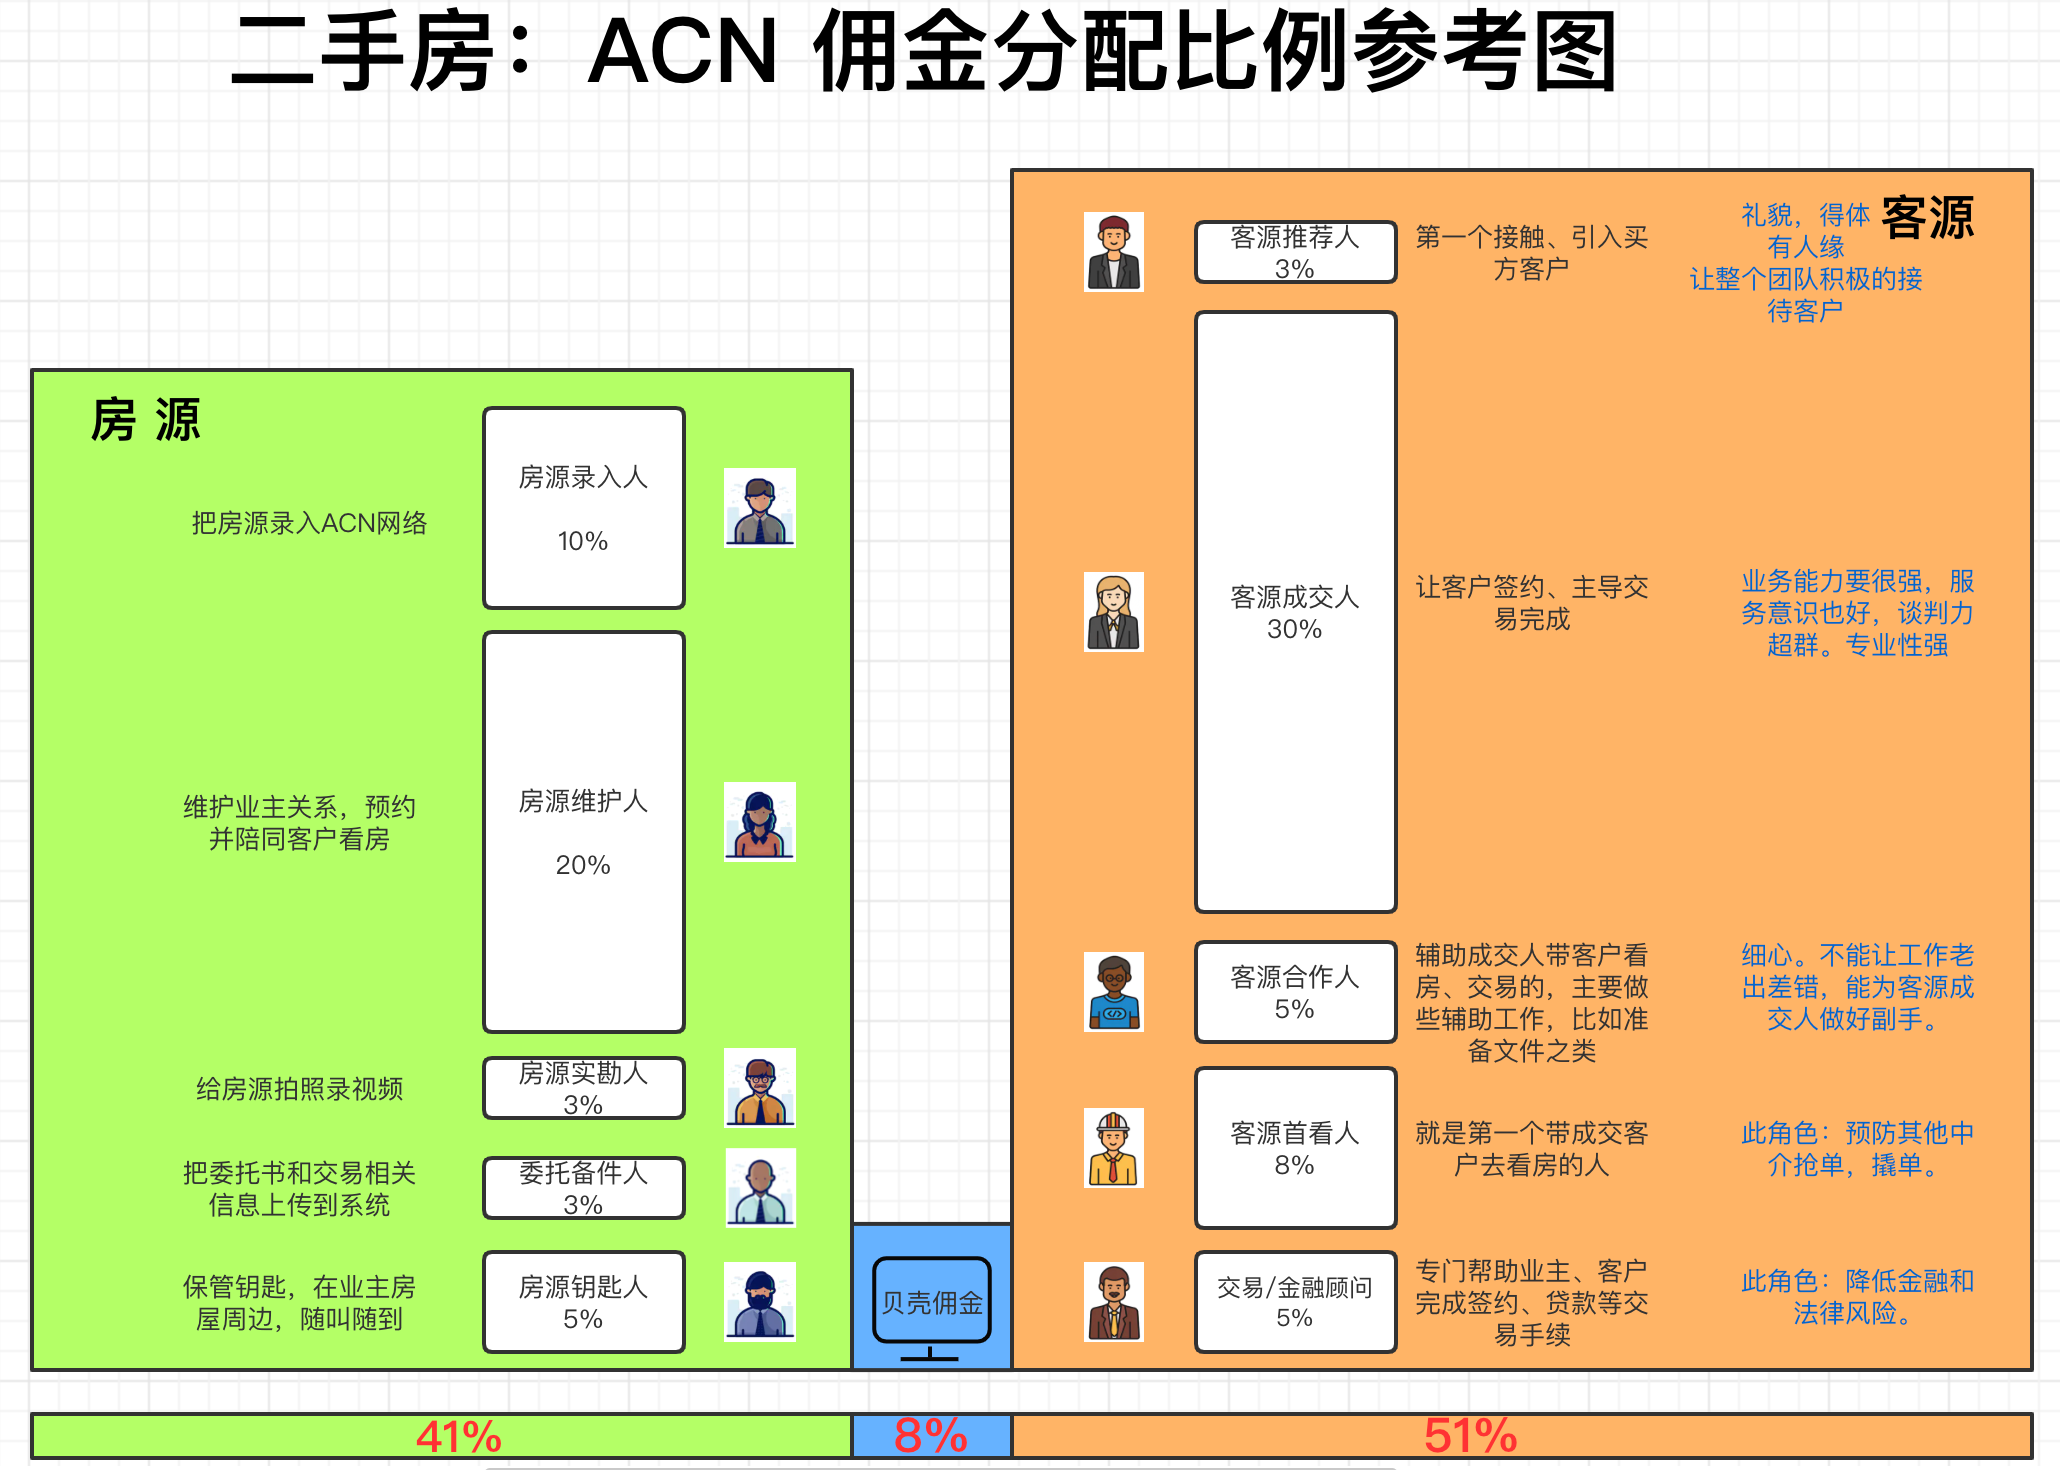 二手房：ACN 佣金分配比例参考图
房 源
把房源录入ACN网络
房源录入人
10%
维护业主关系，预约
并陪同客户看房
房源维护人
20%
给房源拍照录视频
房源实勘人
3%
把委托书和交易相关
信息上传到系统
委托备件人
3%
保管钥匙，在业主房
屋周边，随叫随到
房源钥匙人
5%
贝壳佣金
客源
客源推荐人
3%
第一个接触、引入买
方客户
礼貌，得体
有人缘
让整个团队积极的接
待客户
客源成交人
30%
让客户签约、主导交
易完成
业务能力要很强，服
务意识也好，谈判力
超群。专业性强
客源合作人
5%
辅助成交人带客户看
房、交易的，主要做
些辅助工作，比如准
备文件之类
细心。不能让工作老
出差错，能为客源成
交人做好副手。
客源首看人
8%
就是第一个带成交客
户去看房的人
此角色：预防其他中
介抢单，撬单。
交易/金融顾问
5%
专门帮助业主、客户
完成签约、贷款等交
易手续
此角色：降低金融和
法律风险。
41%
8%
51%